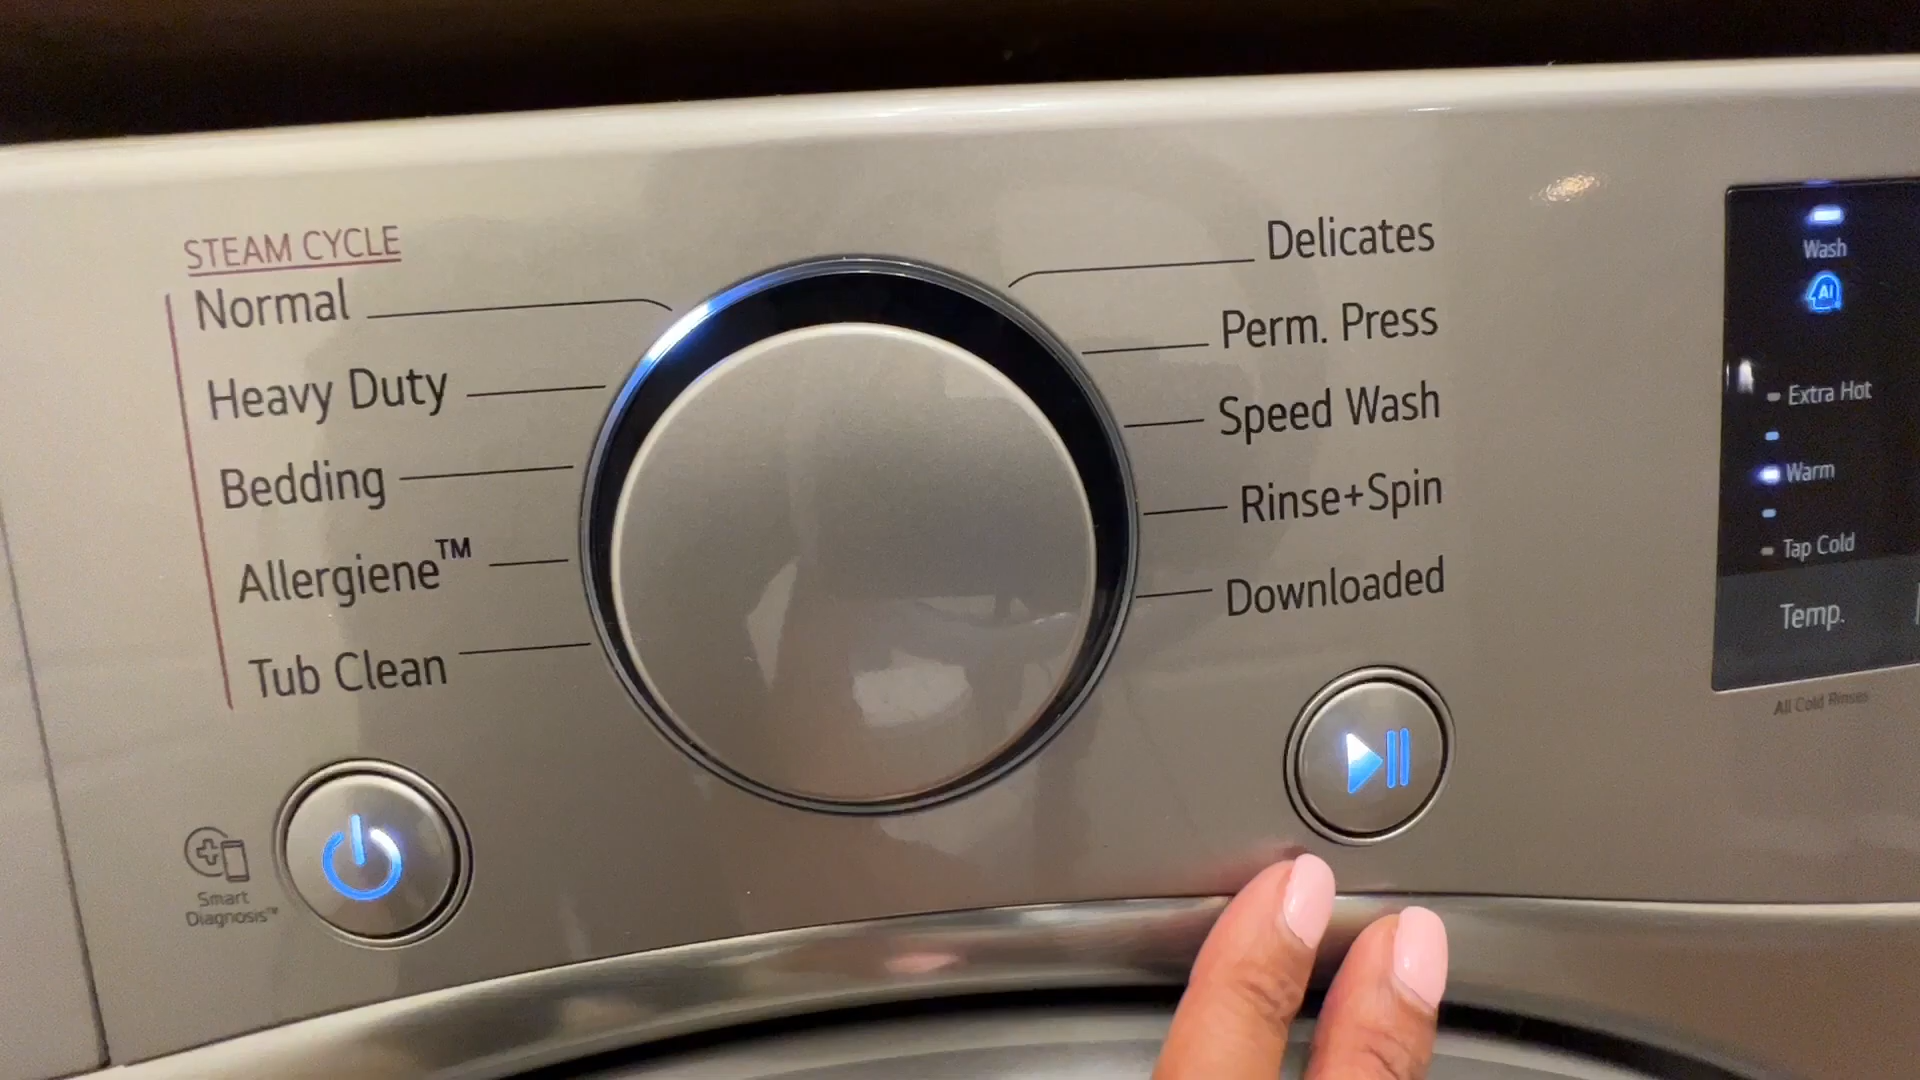 STEAM CYCLE
Normal
Heavy Duty
Bedding
Allergiene™
Tub Clean
Smart
Diagnosis™
Delicates
Perm. Press
Speed Wash
Rinse+Spin
Downloaded
Wash
AI
Extra Hot
Warm
Tap Cold
Temp.
All Cold Rinses